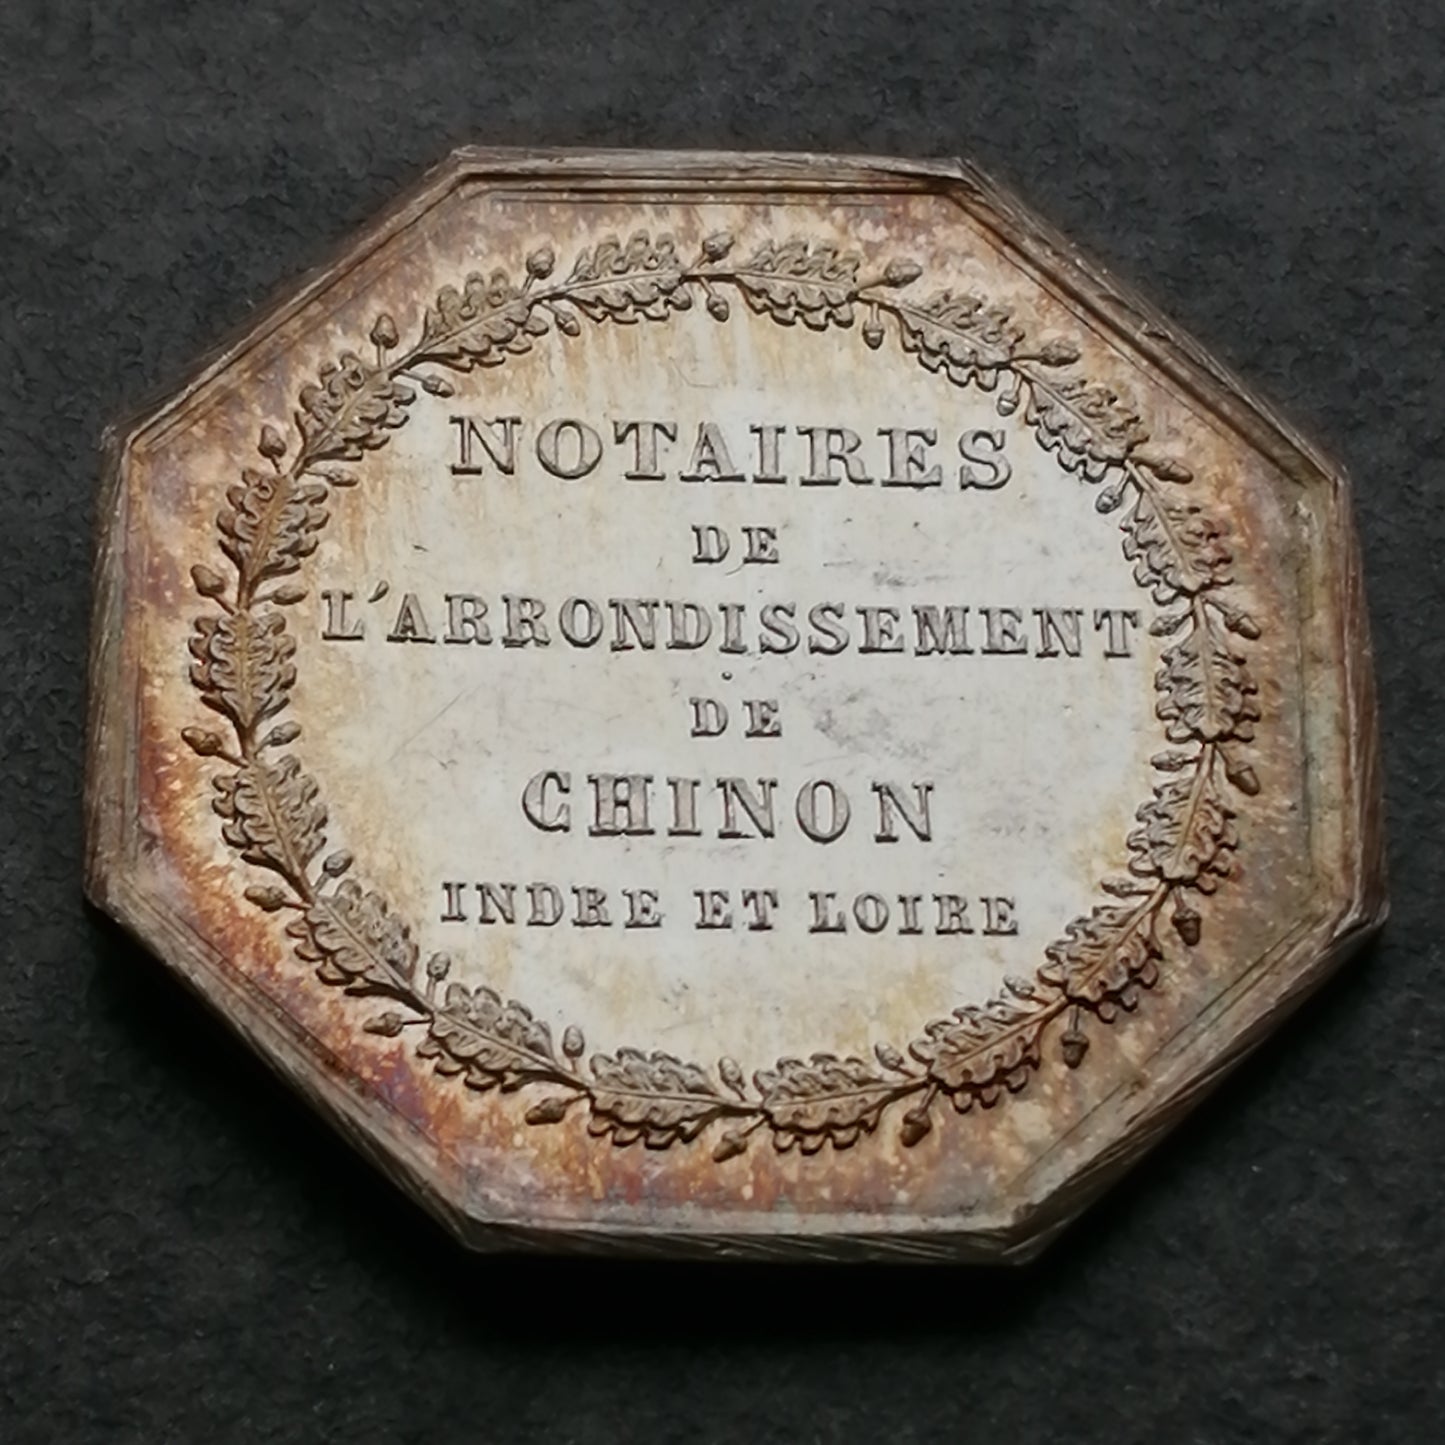 NOTAIRES
DE
L'ARRONDISSEMENT
DE
CHINON
INDRE ET LOIRE